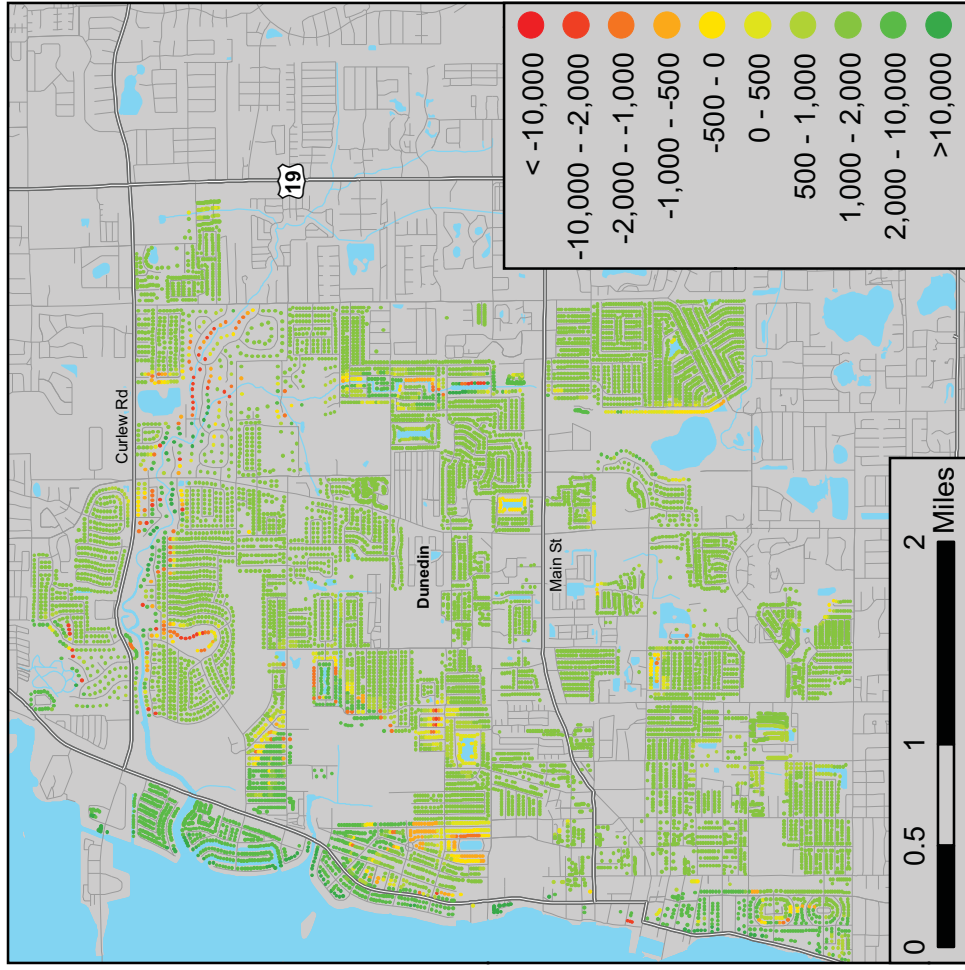 Curlew Rd
19
Dunedin
Main St
< -10,000
-10,000 - -2,000
-2,000 - -1,000
-1,000 - -500
-500 - 0
0 - 500
500 - 1,000
1,000 - 2,000
2,000 - 10,000
>10,000
0 0.5 1 2
Miles